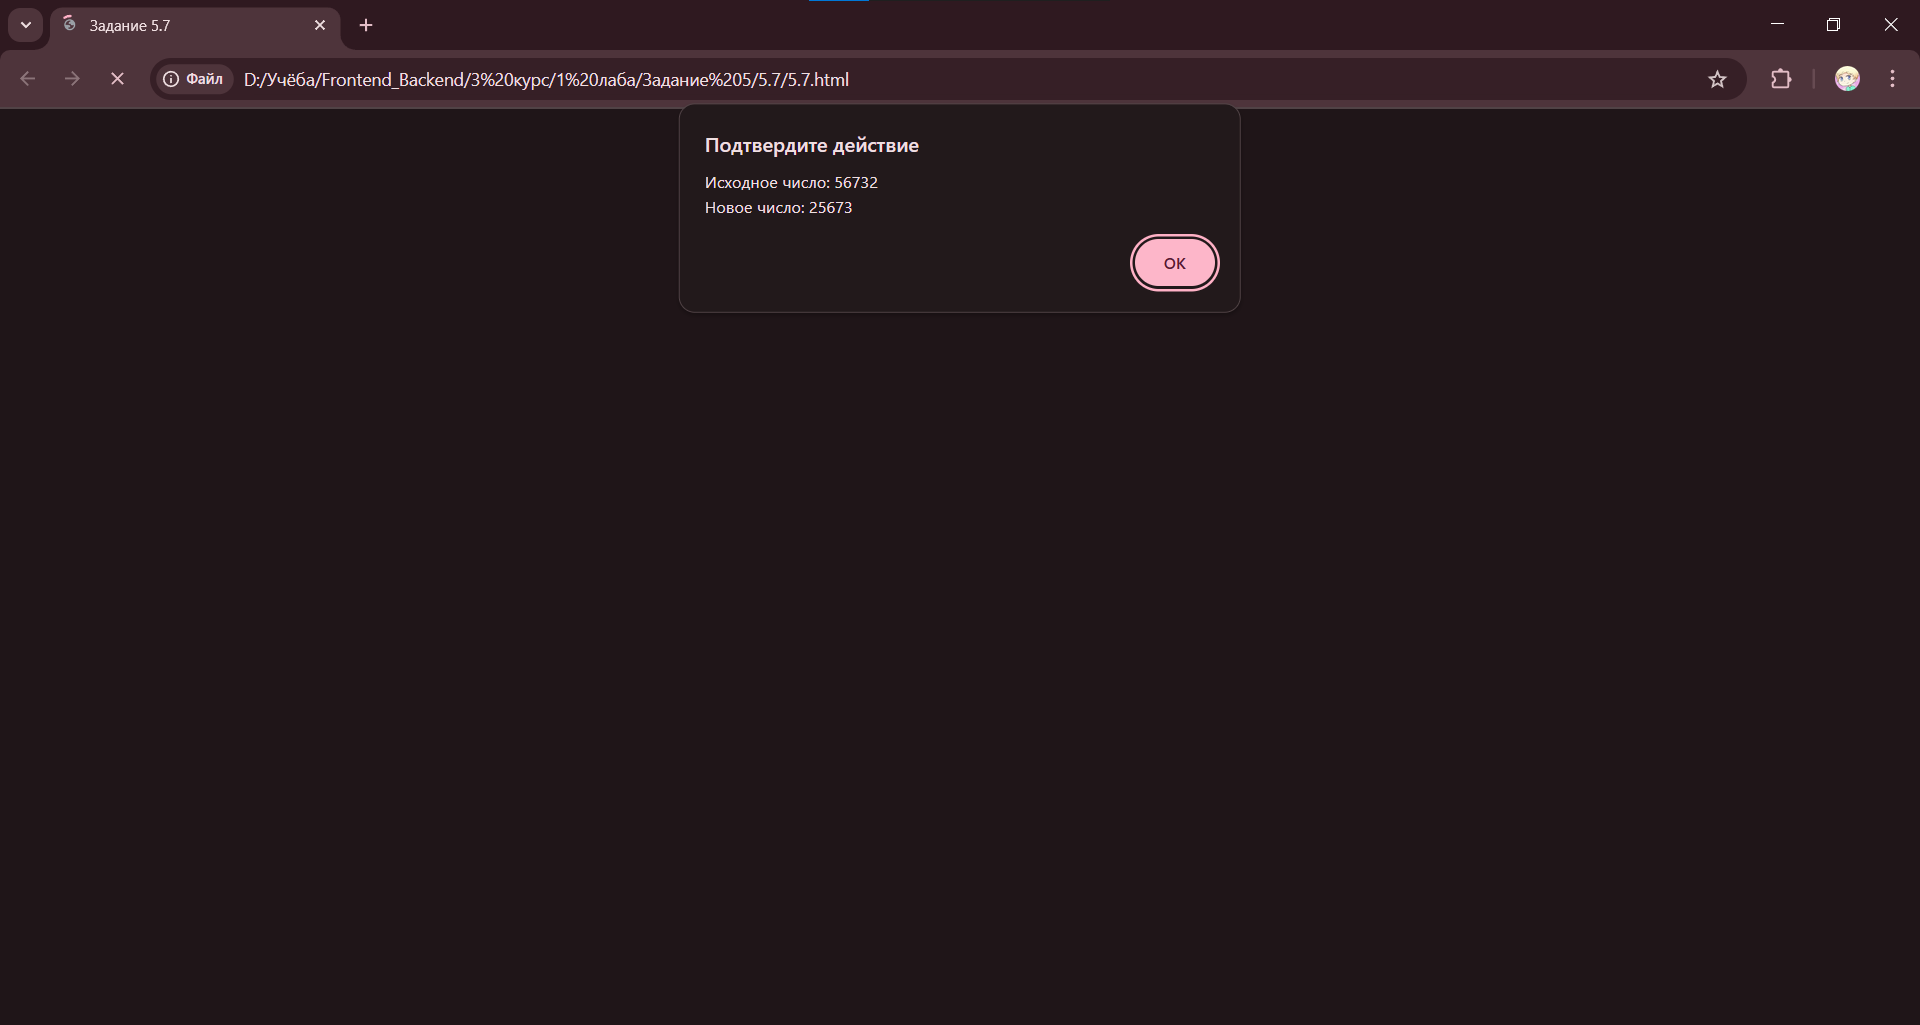 Задание 5.7
Файл
D:/Учёба/Frontend_Backend/3%20курс/1%20лаба/Задание%205/5.7/5.7.html
Подтвердите действие
Исходное число: 56732
Новое число: 25673
ОК